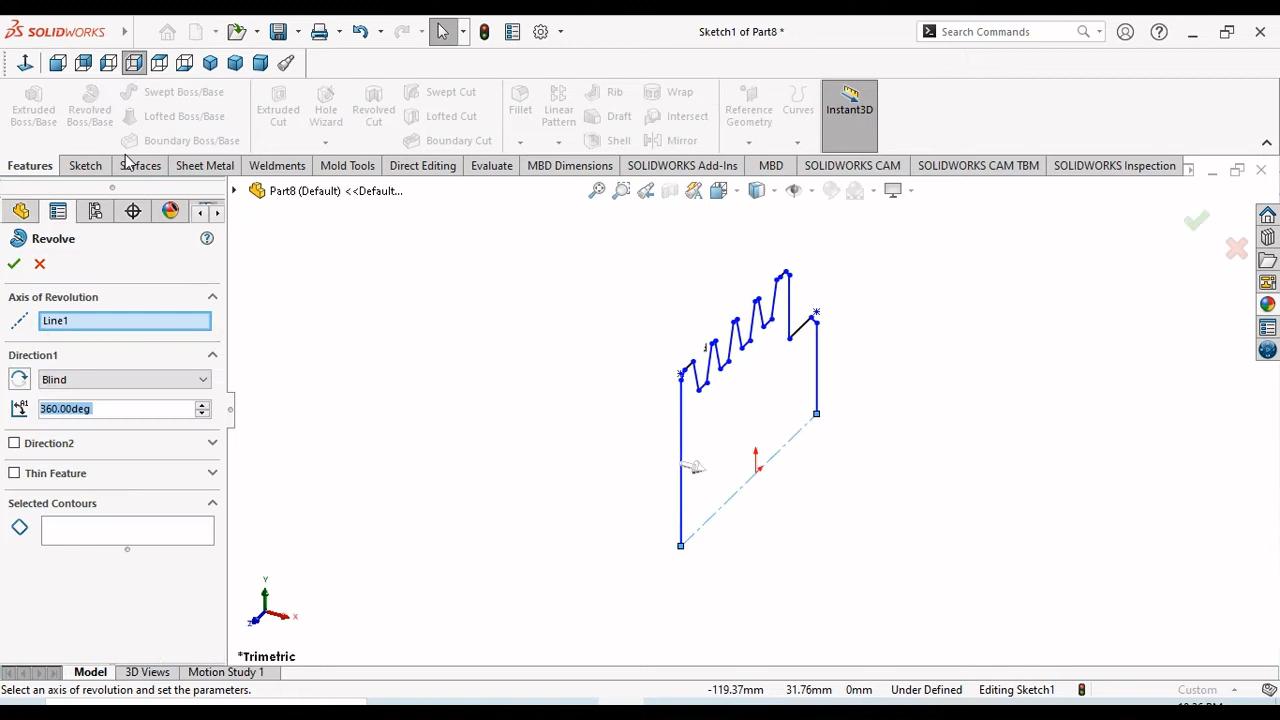 SOLIDWORKS
Sketch1 of Part8 *
Search Commands
Extruded Boss/Base
Revolved Boss/Base
Swept Boss/Base
Lofted Boss/Base
Boundary Boss/Base
Extruded Cut
Hole Wizard
Revolved Cut
Swept Cut
Lofted Cut
Boundary Cut
Fillet
Linear Pattern
Rib
Draft
Shell
Wrap
Intersect
Mirror
Reference Geometry
Curves
Instant3D
Features Sketch Surfaces Sheet Metal Weldments Mold Tools Direct Editing Evaluate MBD Dimensions SOLIDWORKS Add-Ins MBD SOLIDWORKS CAM SOLIDWORKS CAM TBM SOLIDWORKS Inspection
Part8 (Default) <<Default...
Revolve
Axis of Revolution
Line1
Direction1
Blind
360.00deg
Direction2
Thin Feature
Selected Contours
Y
X
Z
*Trimetric
Model 3D Views Motion Study 1
Select an axis of revolution and set the parameters. -119.37mm 31.76mm 0mm Under Defined Editing Sketch1 Custom